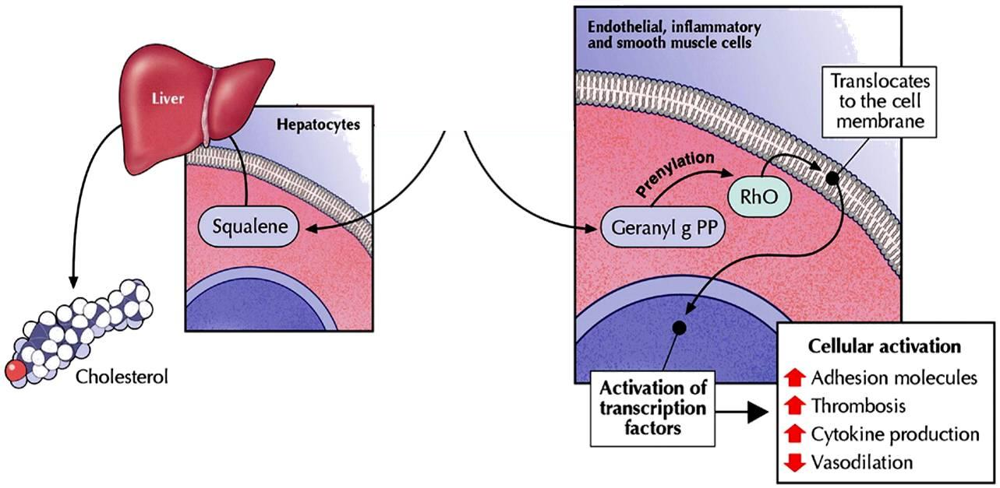 Liver
Hepatocytes
Squalene
Cholesterol
Endothelial, inflammatory
and smooth muscle cells
Translocates
to the cell
membrane
Prenylation
RhO
Geranyl g PP
Activation of
transcription
factors
Cellular activation
Adhesion molecules
Thrombosis
Cytokine production
Vasodilation